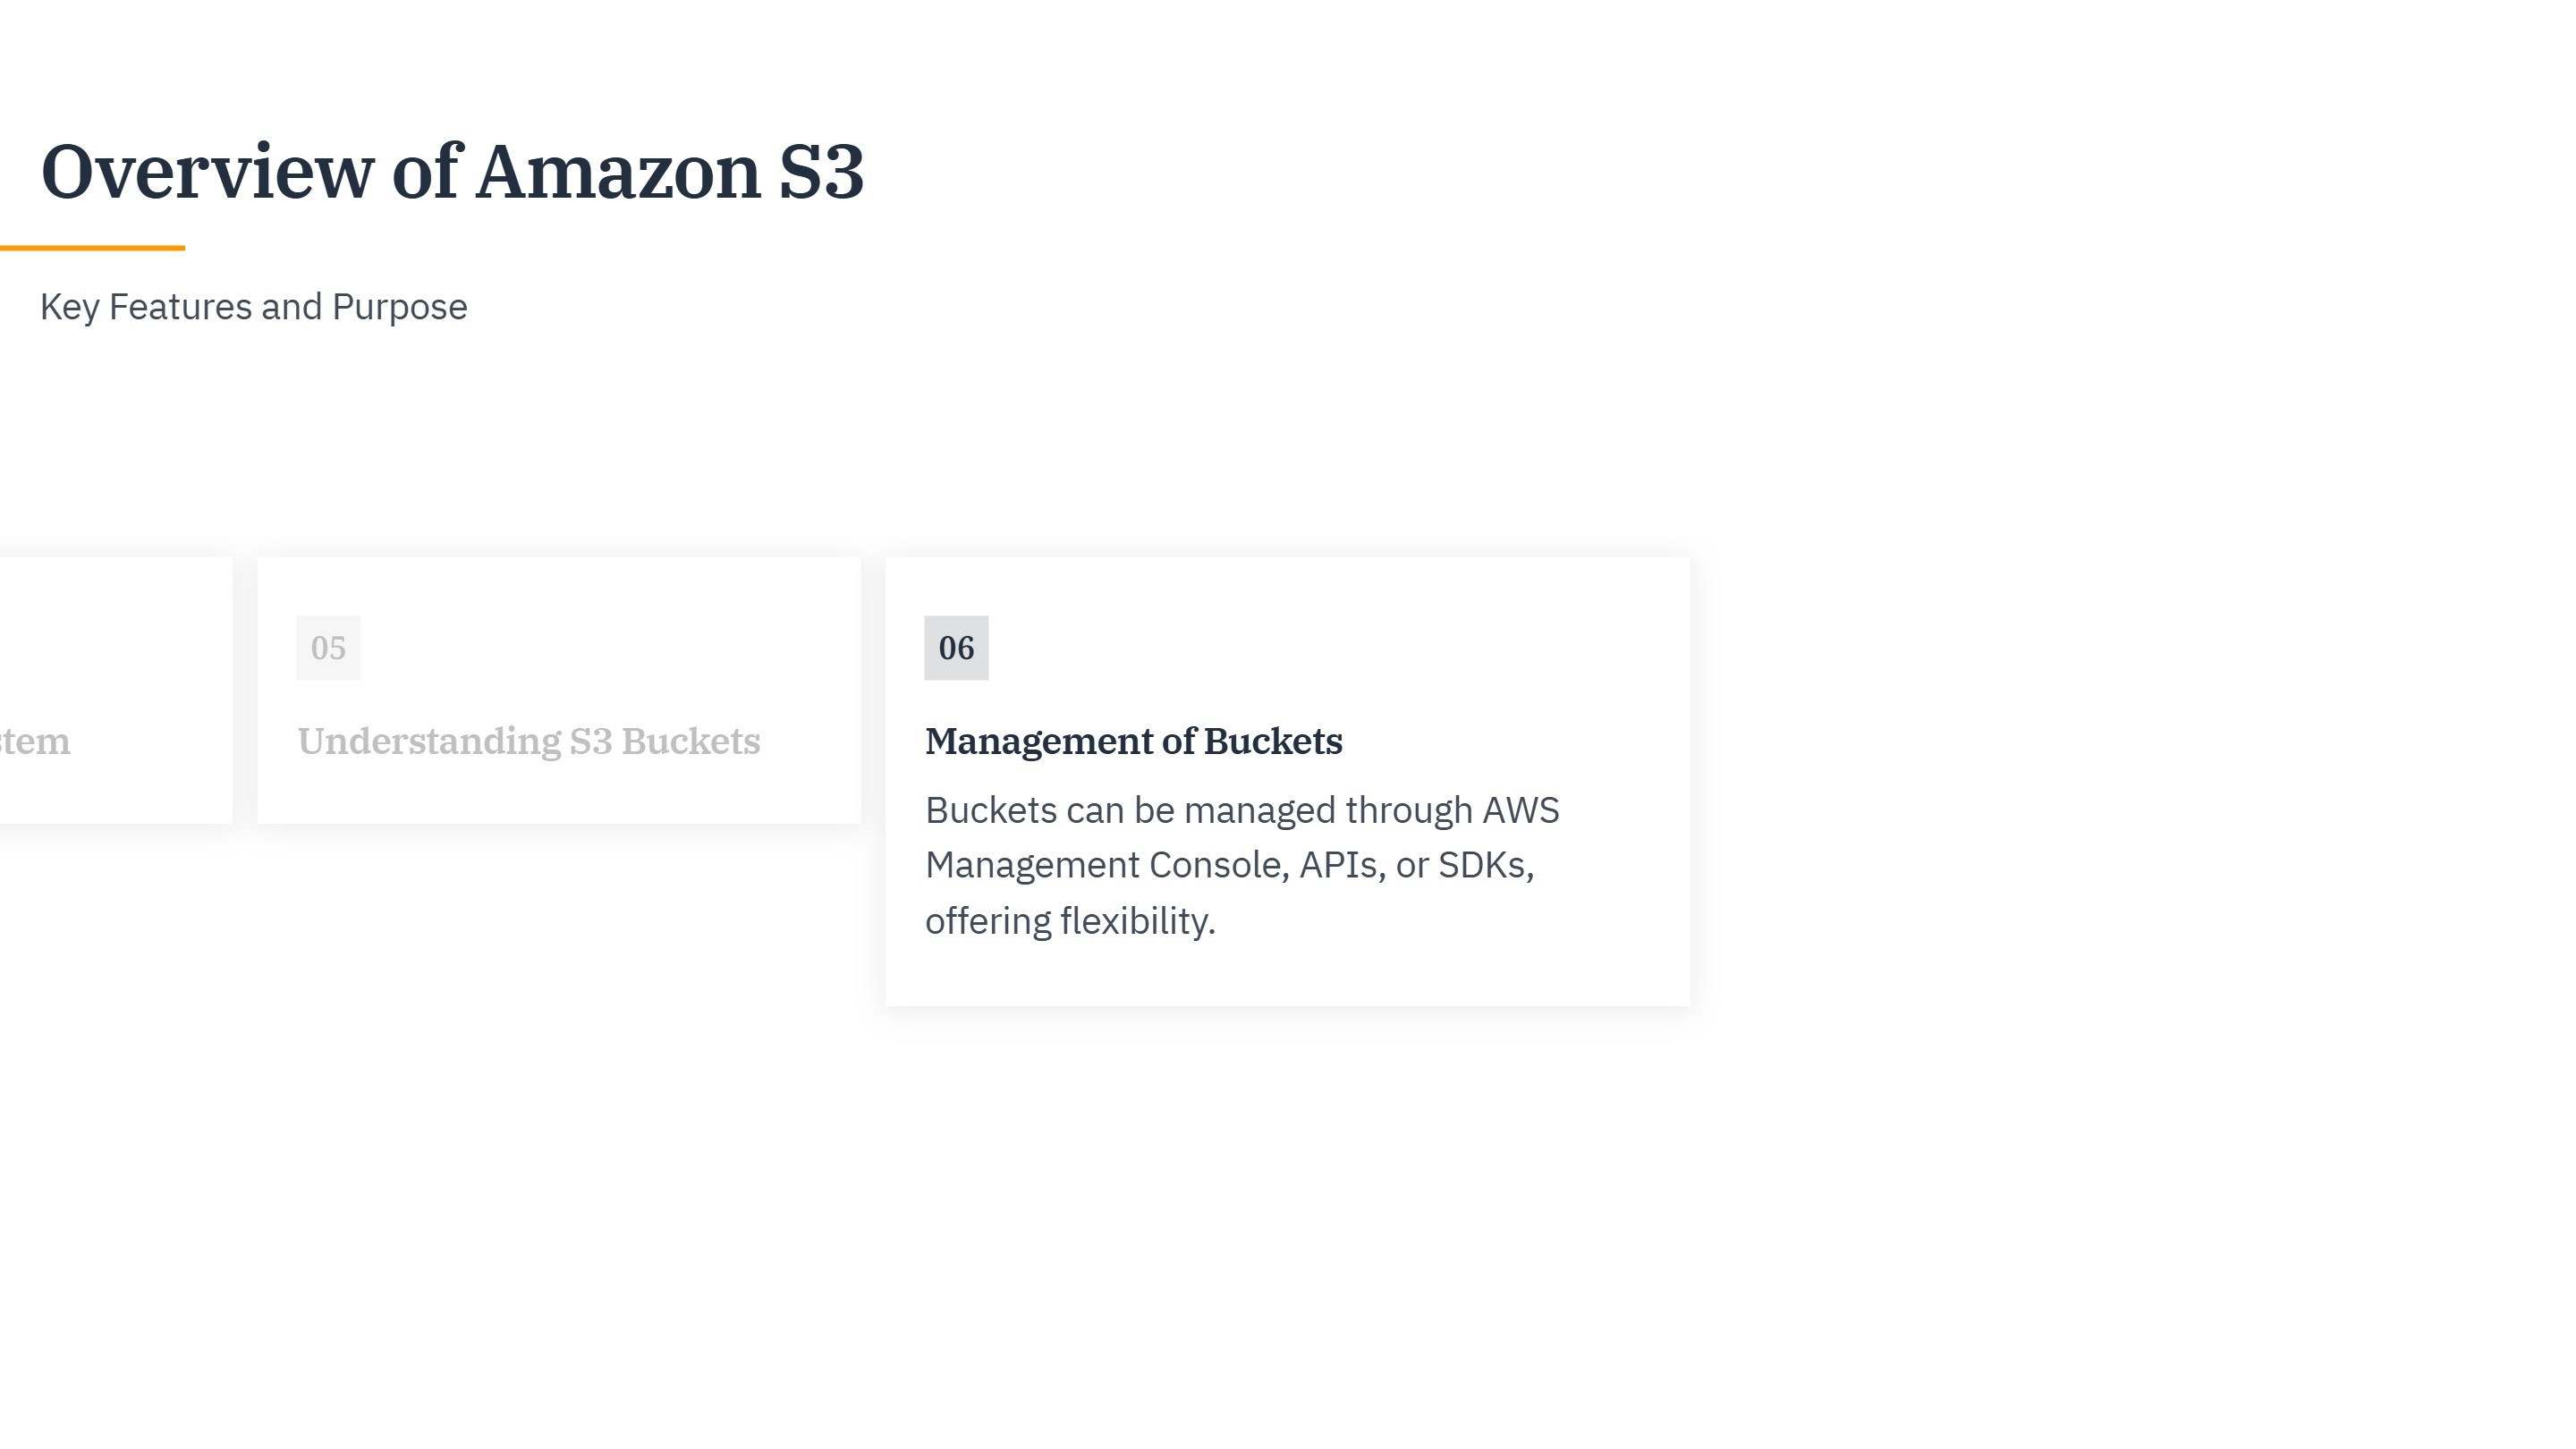 Overview of Amazon S3
Key Features and Purpose
05
Understanding S3 Buckets
06
Management of Buckets
Buckets can be managed through AWS
Management Console, APIs, or SDKs,
offering flexibility.